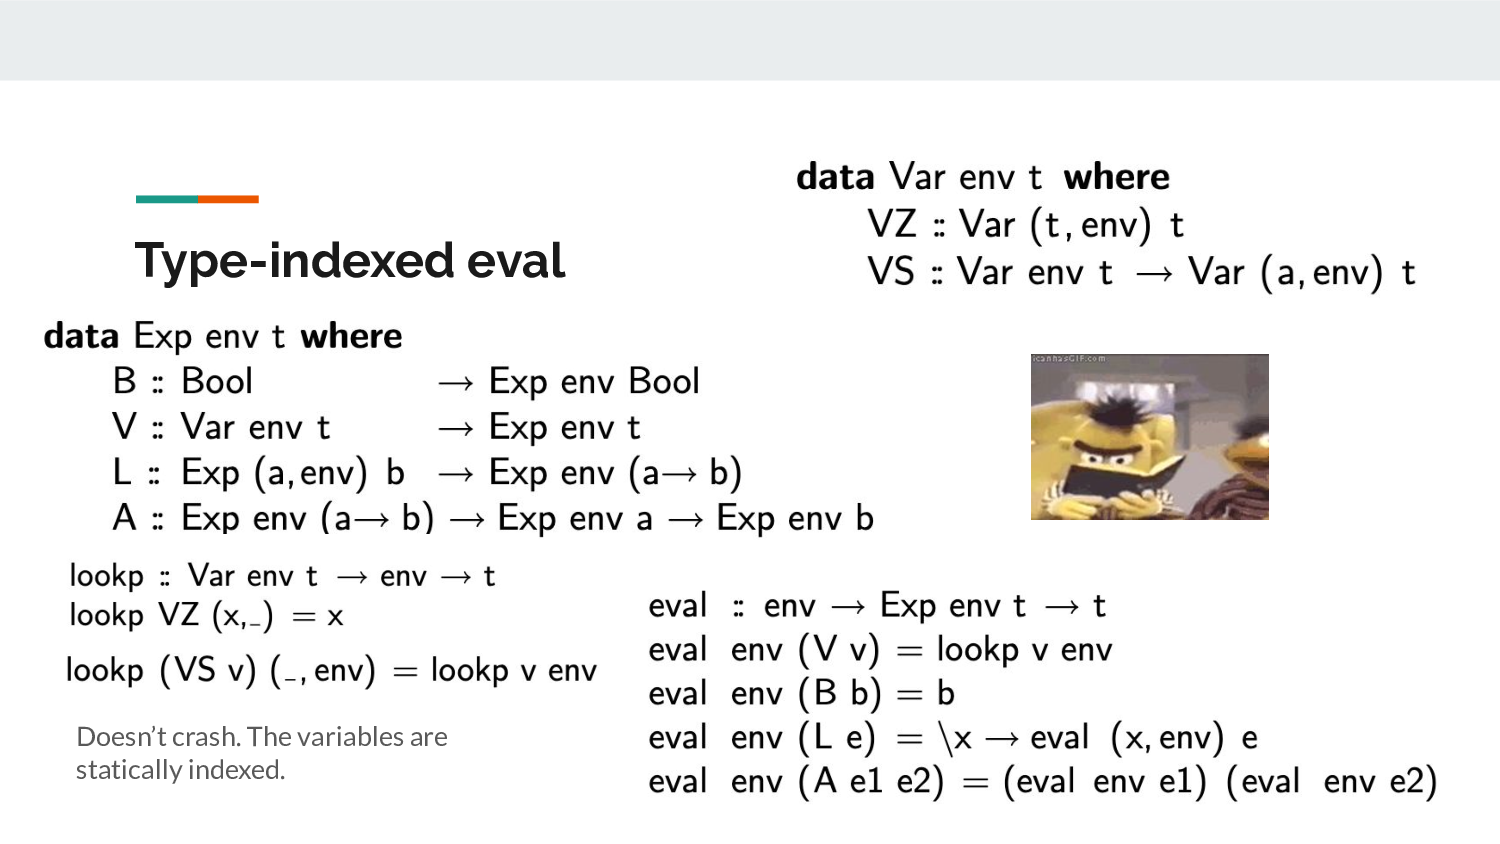 Type-indexed eval
data Var env t where
VZ :: Var (t,env) t
VS :: Var env t → Var (a,env) t
data Exp env t where
B :: Bool → Exp env Bool
V :: Var env t → Exp env t
L :: Exp (a,env) b → Exp env (a→ b)
A :: Exp env (a→ b) → Exp env a → Exp env b
icanhasGIF.com
lookp :: Var env t → env → t
lookp VZ (x,_) = x
lookp (VS v) (_,env) = lookp v env
Doesn’t crash. The variables are
statically indexed.
eval :: env → Exp env t → t
eval env (V v) = lookp v env
eval env (B b) = b
eval env (L e) = \x → eval (x,env) e
eval env (A e1 e2) = (eval env e1) (eval env e2)